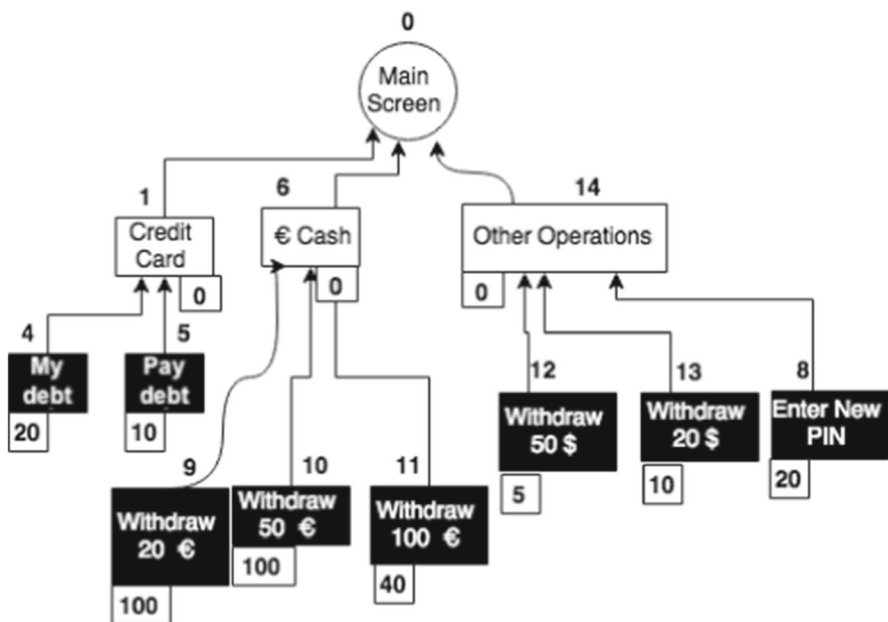 0
Main
Screen
1
6
14
Credit
Card
€ Cash
Other Operations
0
0
0
4
5
12
13
8
My
debt
Pay
debt
Withdraw
50 $
Withdraw
20 $
Enter New
PIN
20
10
5
10
20
9
10
11
Withdraw
20 €
Withdraw
50 €
Withdraw
100 €
100
100
40